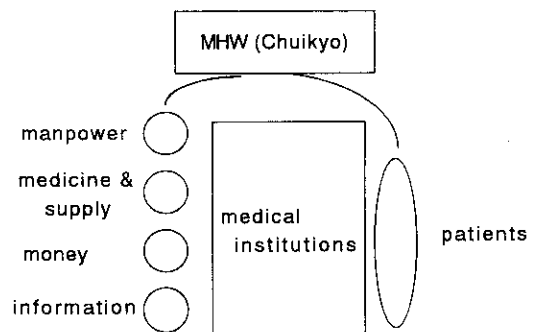 MHW (Chuikyo)
manpower
medicine &
supply
money
information
medical
institutions
patients